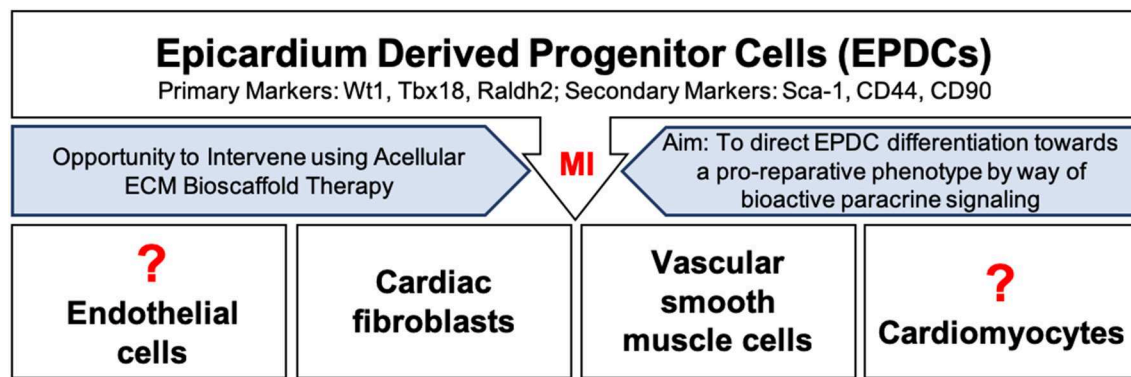 Epicardium Derived Progenitor Cells (EPDCs)
Primary Markers: Wt1, Tbx18, Raldh2; Secondary Markers: Sca-1, CD44, CD90
Opportunity to Intervene using Acellular
ECM Bioscaffold Therapy
MI
Aim: To direct EPDC differentiation towards
a pro-reparative phenotype by way of
bioactive paracrine signaling
?
Endothelial
cells
Cardiac
fibroblasts
Vascular
smooth
muscle cells
?
Cardiomyocytes